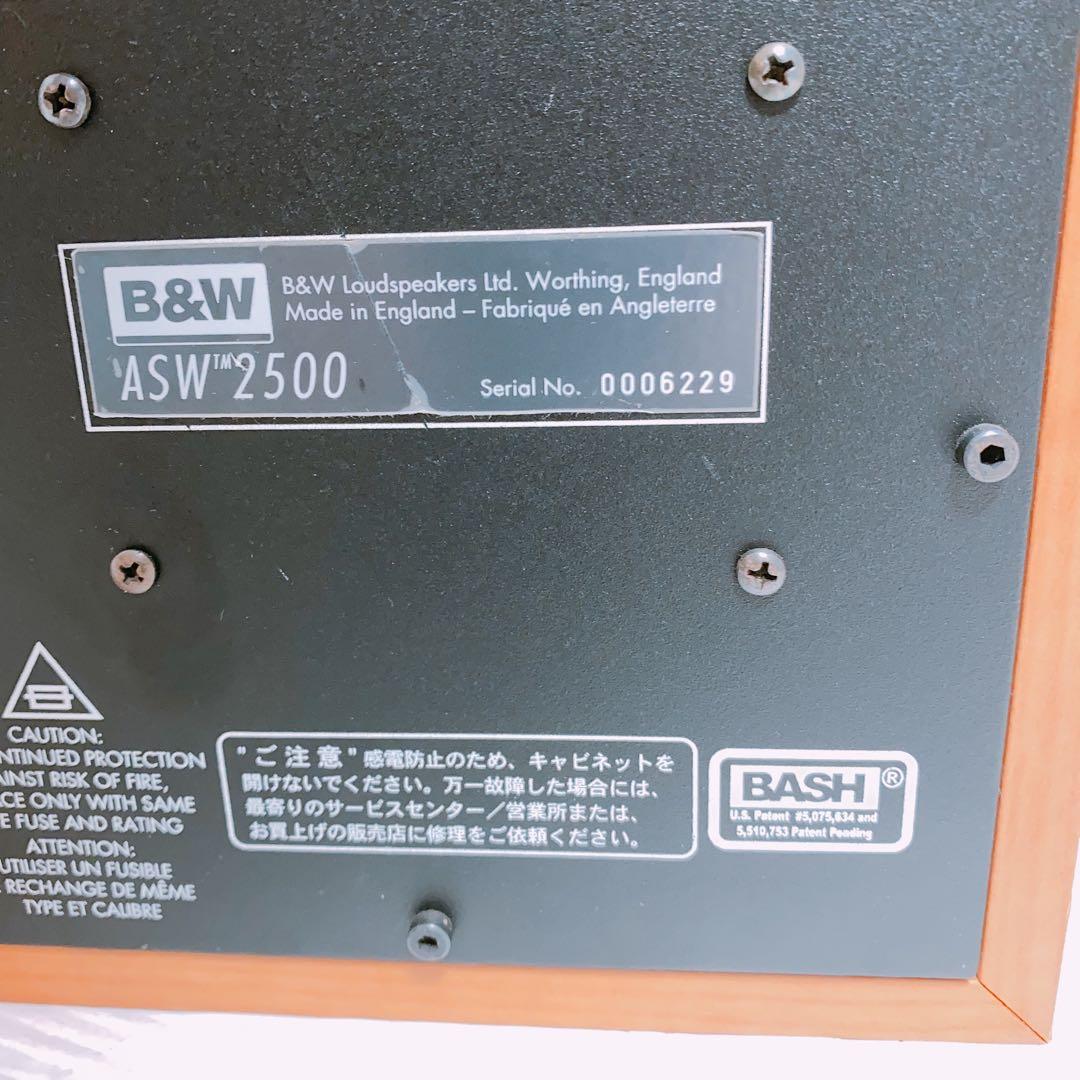 B&W
B&W Loudspeakers Ltd. Worthing, England
Made in England – Fabriqué en Angleterre
ASW™ 2500
Serial No. 0006229
CAUTION:
NTINUED PROTECTION
INST RISK OF FIRE,
CE ONLY WITH SAME
E FUSE AND RATING
ATTENTION:
UTILISER UN FUSIBLE
RECHANGE DE MÊME
TYPE ET CALIBRE
"ご注意" 感電防止のため、キャビネットを
開けないでください。万一故障した場合には、
最寄りのサービスセンター/営業所または、
お買上げの販売店に修理をご依頼ください。
BASH®
U.S. Patent #5,075,634 and
5,510,753 Patent Pending